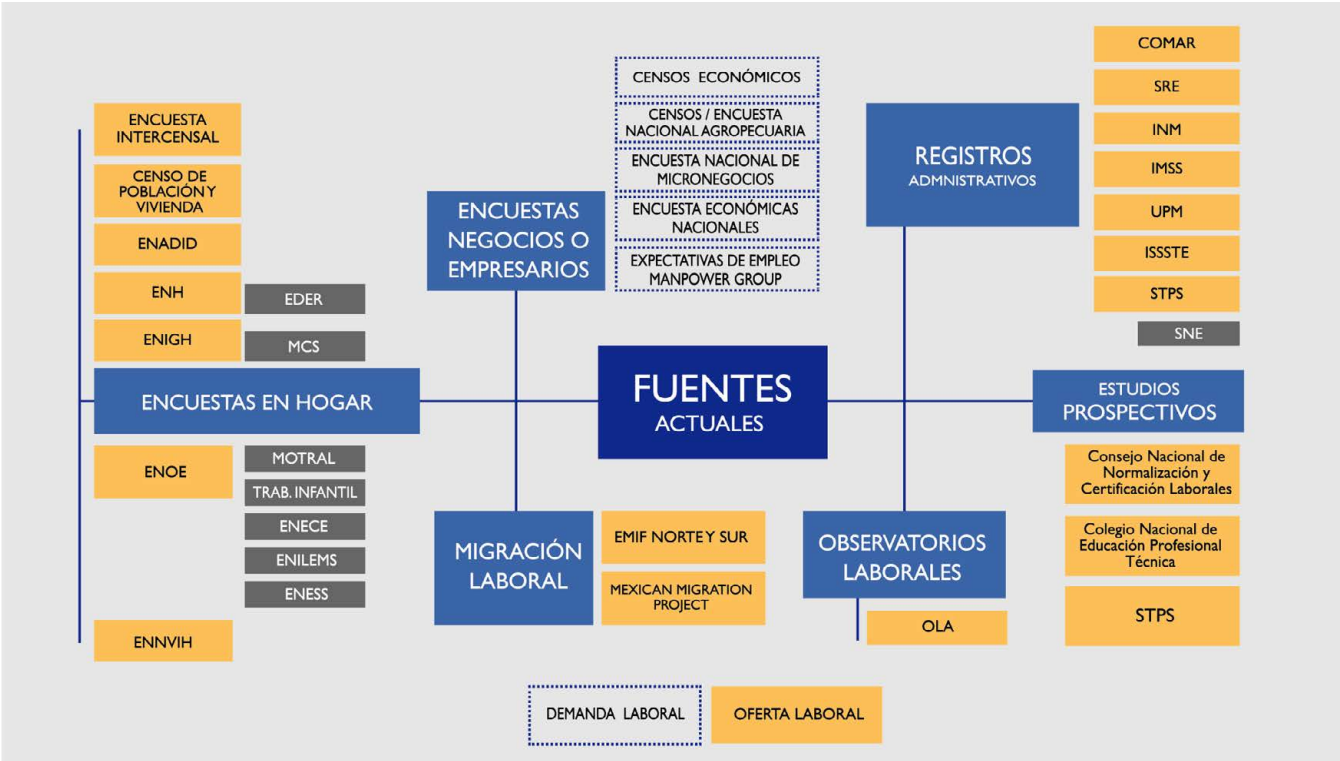 ENCUESTA
INTERCENSAL
CENSO DE
POBLACIÓN Y
VIVIENDA
ENADID
ENH
EDER
ENIGH
MCS
ENCUESTAS EN HOGAR
ENOE
MOTRAL
TRAB. INFANTIL
ENECE
ENILEMS
ENESS
ENNVIH
ENCUESTAS
NEGOCIOS O
EMPRESARIOS
CENSOS ECONÓMICOS
CENSOS / ENCUESTA
NACIONAL AGROPECUARIA
ENCUESTA NACIONAL DE
MICRONEGOCIOS
ENCUESTA ECONÓMICAS
NACIONALES
EXPECTATIVAS DE EMPLEO
MANPOWER GROUP
FUENTES
ACTUALES
MIGRACIÓN
LABORAL
EMIF NORTE Y SUR
MEXICAN MIGRATION
PROJECT
REGISTROS
ADMNISTRATIVOS
COMAR
SRE
INM
IMSS
UPM
ISSSTE
STPS
SNE
ESTUDIOS
PROSPECTIVOS
Consejo Nacional de
Normalización y
Certificación Laborales
Colegio Nacional de
Educación Profesional
Técnica
STPS
OBSERVATORIOS
LABORALES
OLA
DEMANDA LABORAL
OFERTA LABORAL